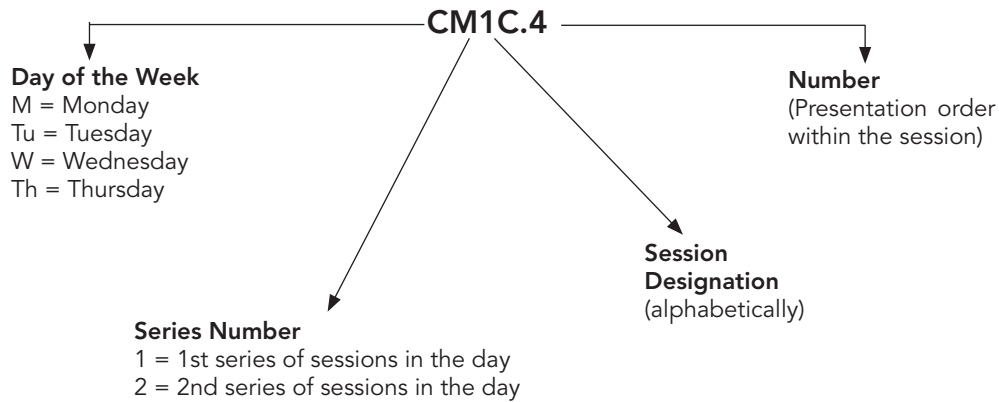 CM1C.4
Day of the Week
M = Monday
Tu = Tuesday
W = Wednesday
Th = Thursday
Number
(Presentation order
within the session)
Session
Designation
(alphabetically)
Series Number
1 = 1st series of sessions in the day
2 = 2nd series of sessions in the day